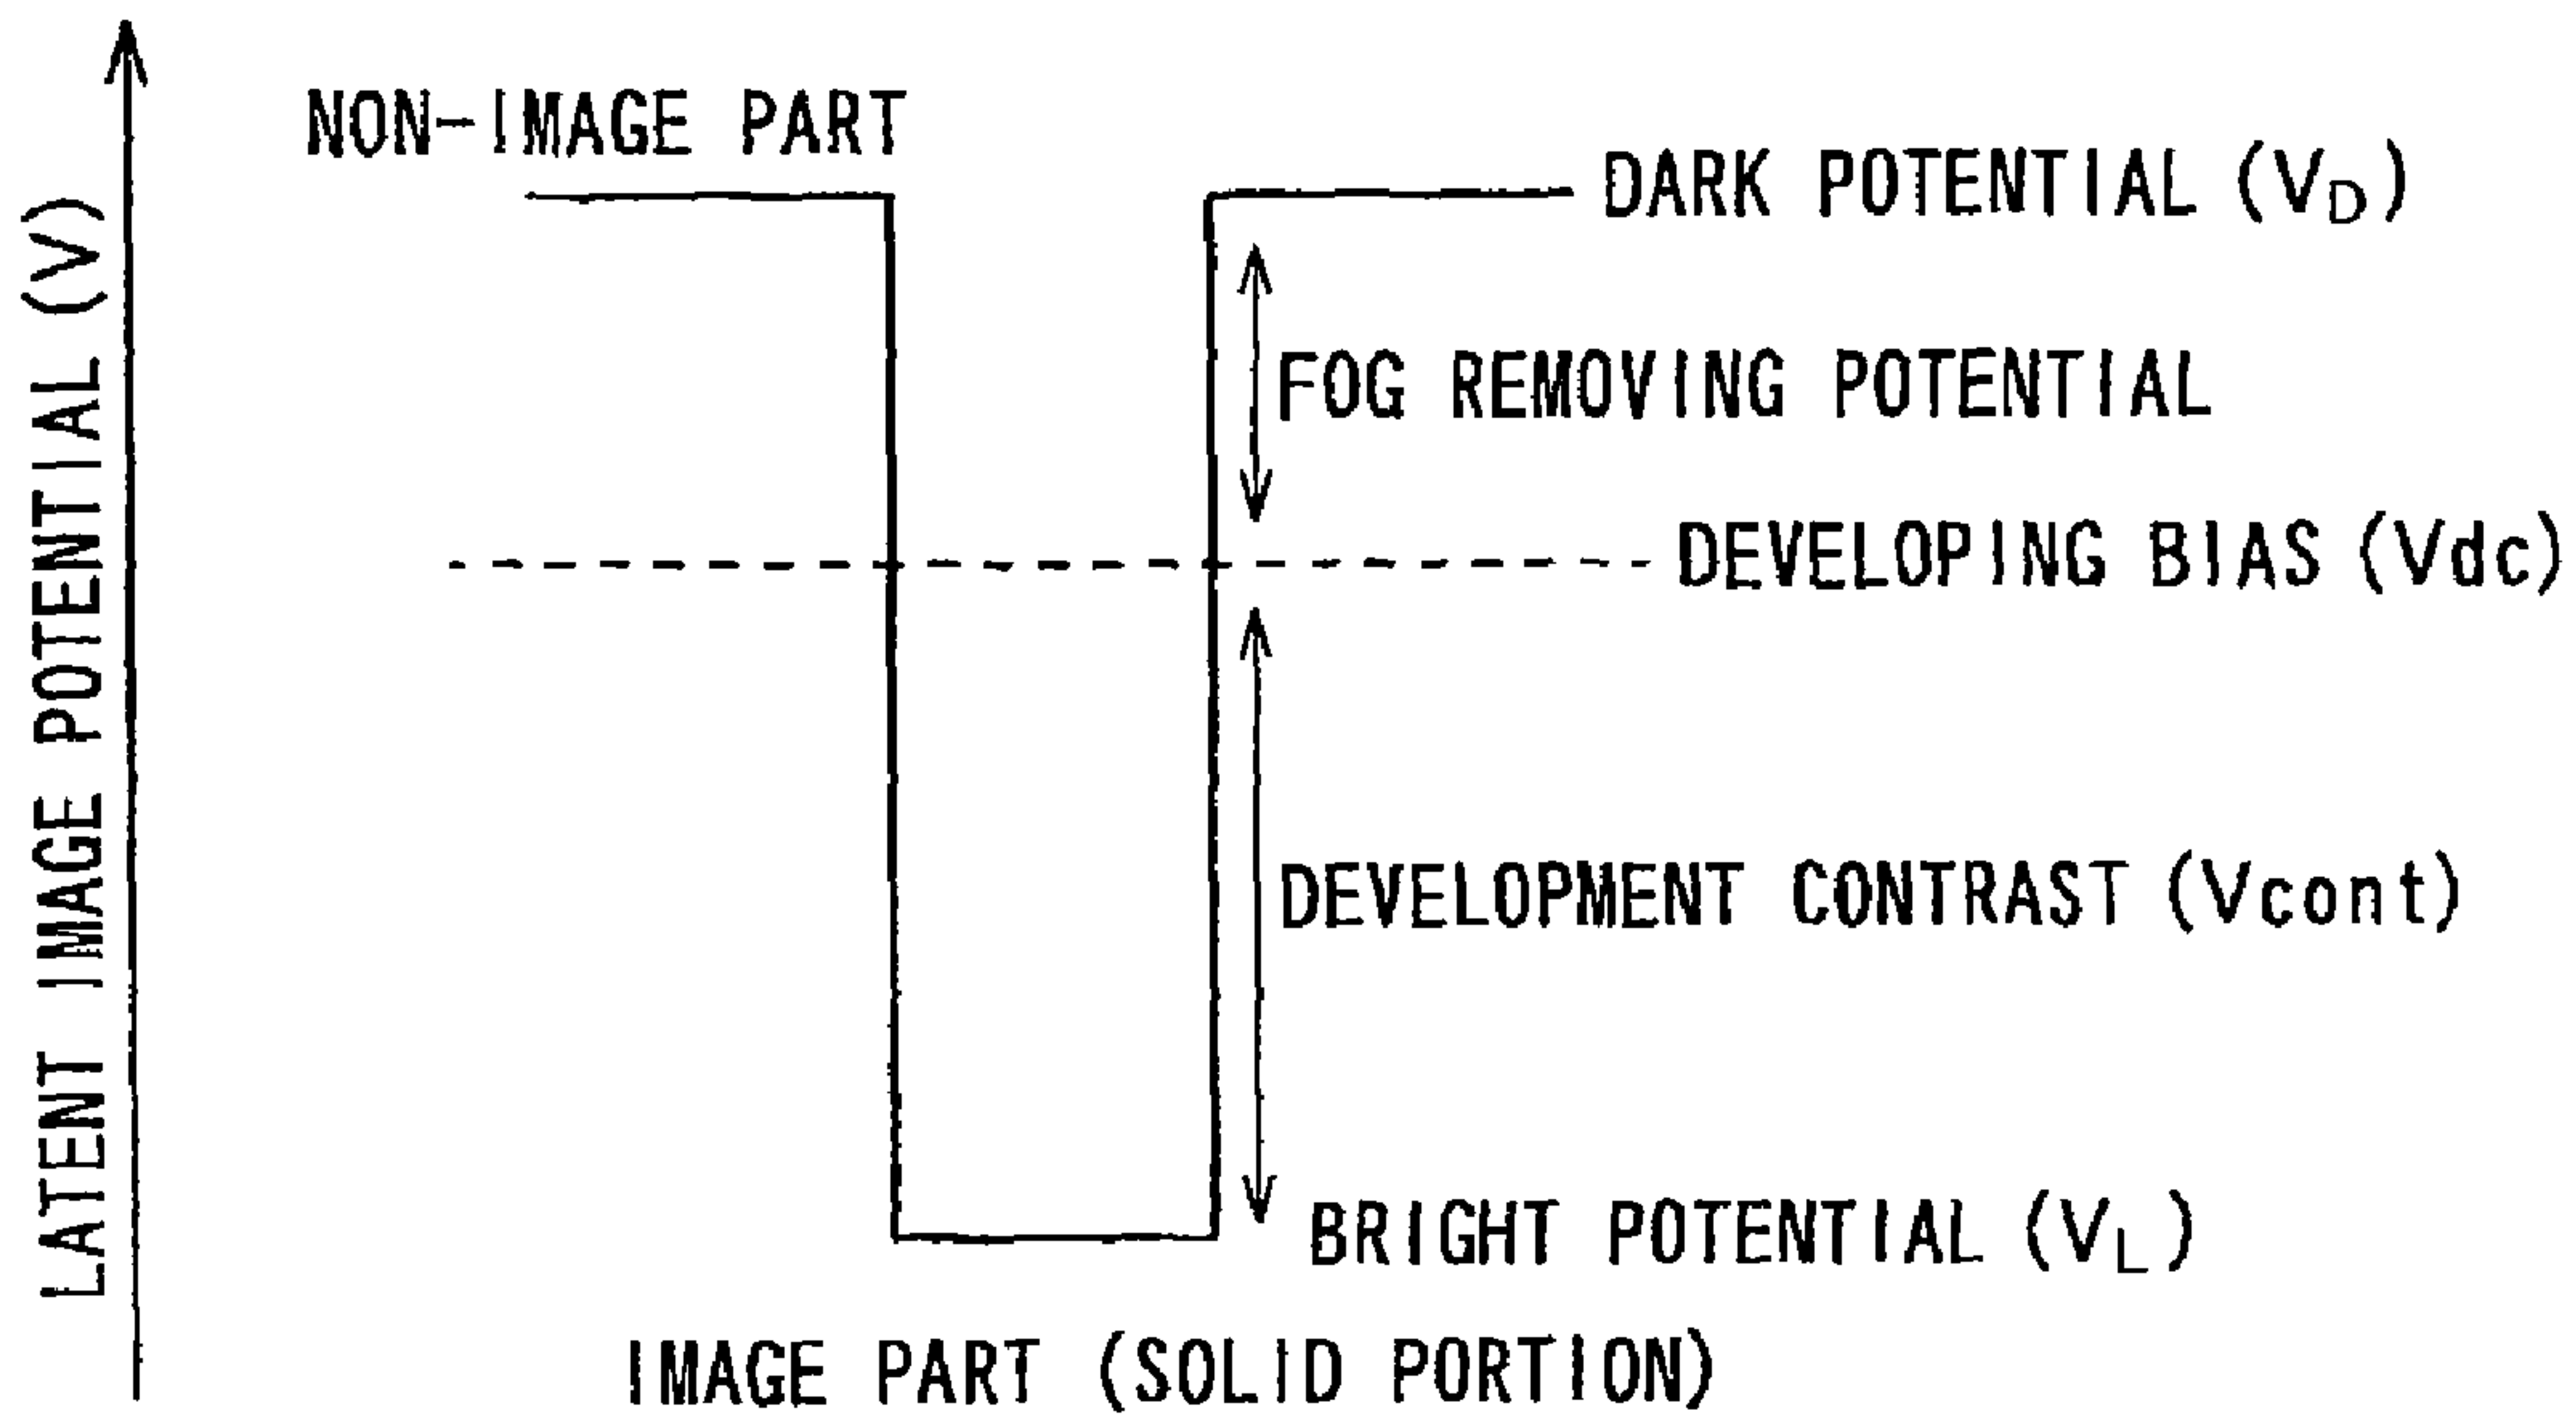 LATENT IMAGE POTENTIAL (V)
NON-IMAGE PART
DARK POTENTIAL (VD)
FOG REMOVING POTENTIAL
DEVELOPING BIAS (Vdc)
DEVELOPMENT CONTRAST (Vcont)
BRIGHT POTENTIAL (VL)
IMAGE PART (SOLID PORTION)